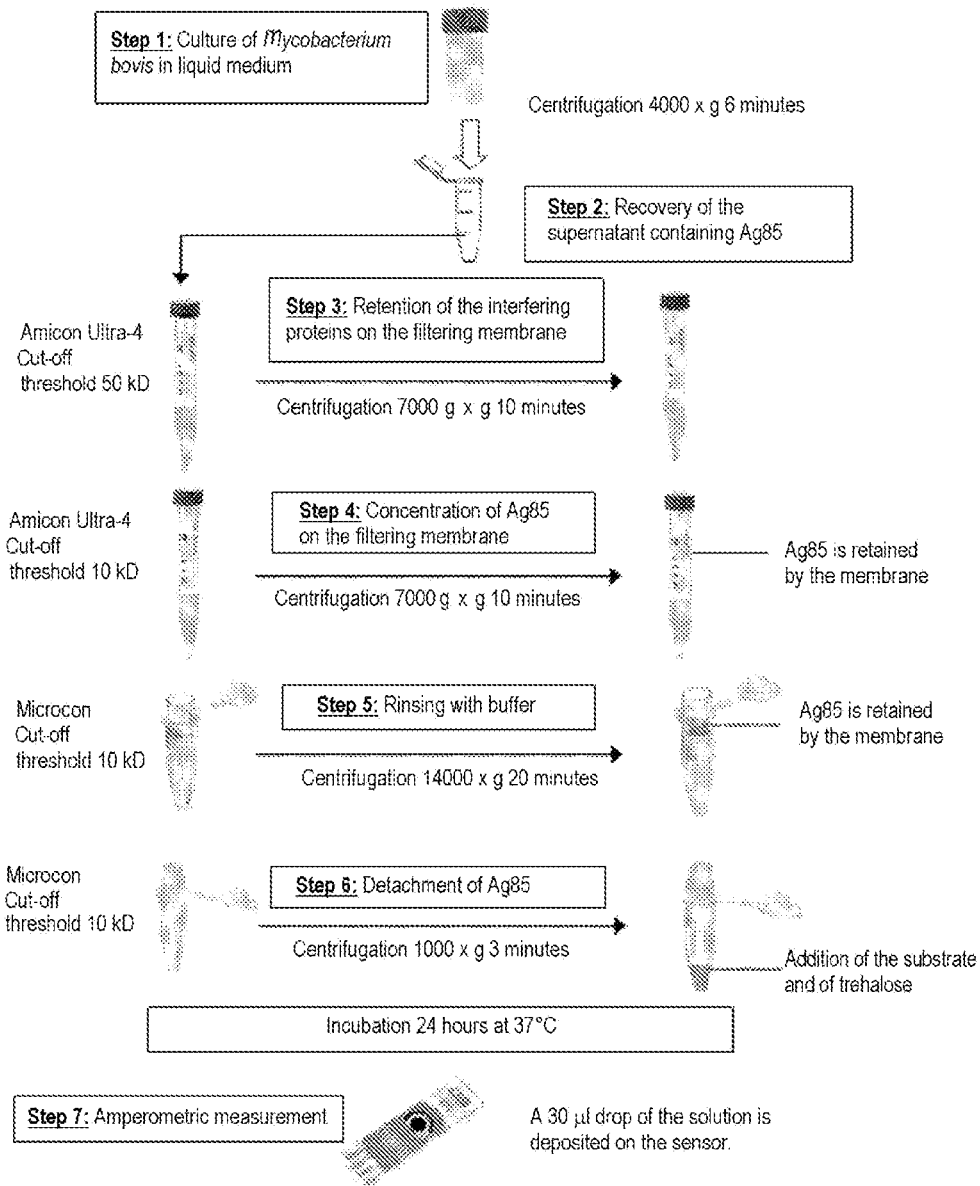 Step 1: Culture of Mycobacterium
bovis in liquid medium
Centrifugation 4000 x g 6 minutes
Step 2: Recovery of the
supernatant containing Ag85
Step 3: Retention of the interfering
proteins on the filtering membrane
Amicon Ultra-4
Cut-off
threshold 50 kD
Centrifugation 7000 g x g 10 minutes
Step 4: Concentration of Ag85
on the filtering membrane
Amicon Ultra-4
Cut-off
threshold 10 kD
Centrifugation 7000 g x g 10 minutes
Ag85 is retained
by the membrane
Step 5: Rinsing with buffer
Microcon
Cut-off
threshold 10 kD
Centrifugation 14000 x g 20 minutes
Ag85 is retained
by the membrane
Step 6: Detachment of Ag85
Microcon
Cut-off
threshold 10 kD
Centrifugation 1000 x g 3 minutes
Addition of the substrate
and of trehalose
Incubation 24 hours at 37°C
Step 7: Amperometric measurement
A 30 µl drop of the solution is
deposited on the sensor.